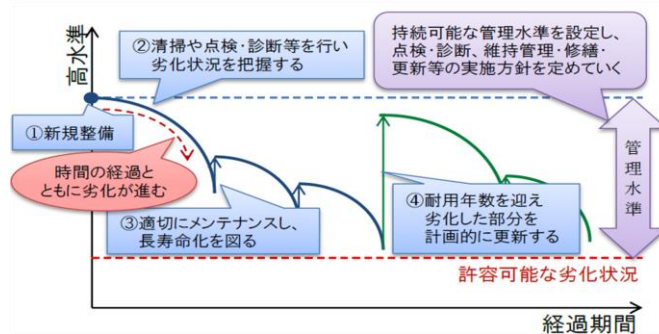 高水準
②清掃や点検・診断等を行い
劣化状況を把握する
持続可能な管理水準を設定し、
点検・診断、維持管理・修繕・
更新等の実施方針を定めていく
①新規整備
時間の経過と
ともに劣化が進む
③適切にメンテナンスし、
長寿命化を図る
④耐用年数を迎え
劣化した部分を
計画的に更新する
管理水準
許容可能な劣化状況
経過期間